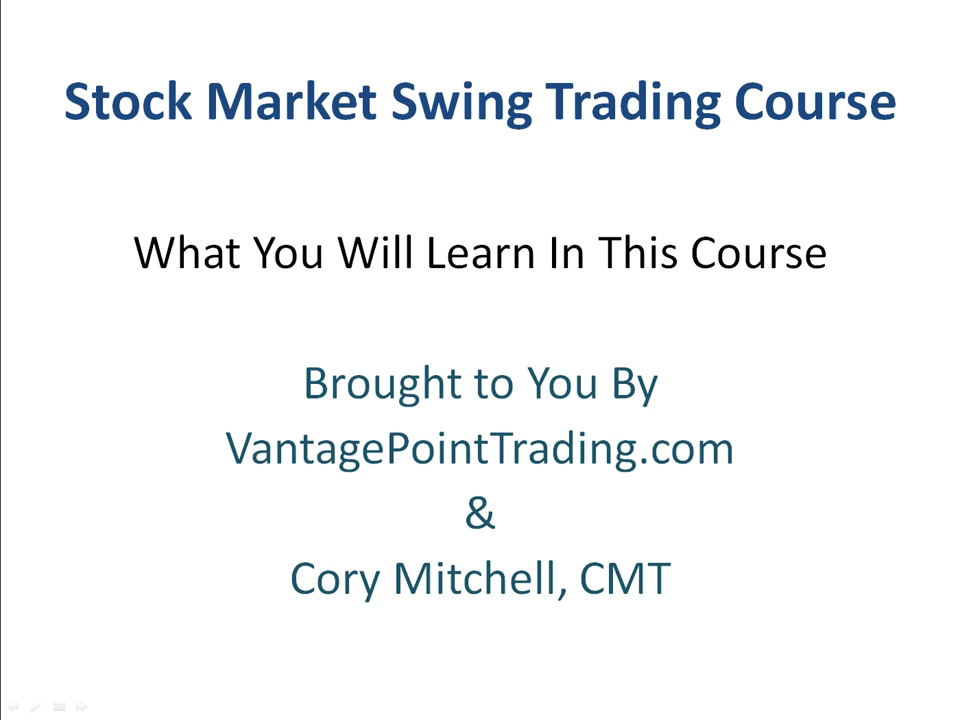 Stock Market Swing Trading Course
What You Will Learn In This Course
Brought to You By
VantagePointTrading.com
&
Cory Mitchell, CMT